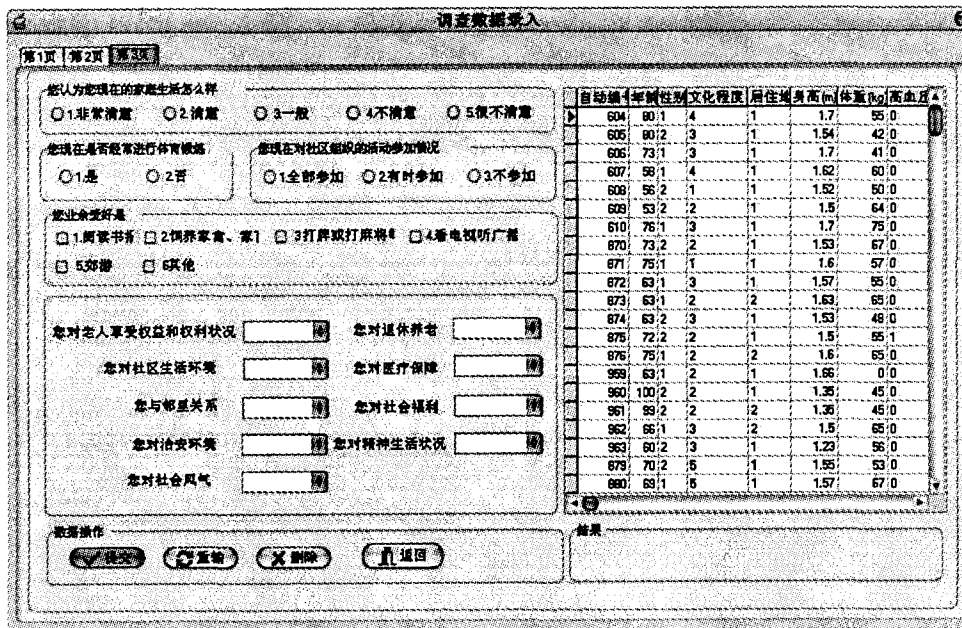 调查数据录入
第1页 第2页 第3页
您认为您现在的家庭生活怎么样
1.非常满意 2.满意 3.一般 4.不满意 5.很不满意
您现在是否经常进行体育锻炼
1.是 2.否
您现在对社区组织的活动参加情况
1.全部参加 2.有时参加 3.不参加
您业余爱好是
1.阅读书报 2.饲养家禽、家 3打牌或打麻将 4.看电视听广播
5.郊游 6其他
您对老人享受权益和权利状况
您对退休养老
您对社区生活环境
您对医疗保障
您与邻里关系
您对社会福利
您对治安环境
您对精神生活状况
您对社会风气
数据操作
提交 重输 删除 返回
自动编 年龄 性别 文化程度 居住地 身高(m) 体重(kg) 高血压
604 80 1 4 1 1.7 55 0
605 80 2 3 1 1.54 42 0
606 73 1 3 1 1.7 41 0
607 58 1 4 1 1.62 60 0
608 56 2 1 1 1.52 50 0
609 53 2 2 1 1.5 64 0
610 76 1 3 1 1.7 75 0
870 73 2 2 1 1.53 67 0
871 75 1 1 1 1.6 57 0
872 63 1 3 1 1.57 55 0
873 63 1 2 2 1.63 65 0
874 63 2 3 1 1.53 48 0
875 72 2 2 1 1.5 55 1
876 75 1 2 2 1.6 65 0
959 63 1 2 1 1.66 0 0
960 100 2 2 1 1.35 45 0
961 99 2 2 2 1.35 45 0
962 66 1 3 2 1.5 65 0
963 60 2 3 1 1.23 56 0
879 70 2 5 1 1.55 53 0
880 69 1 5 1 1.57 67 0
结果